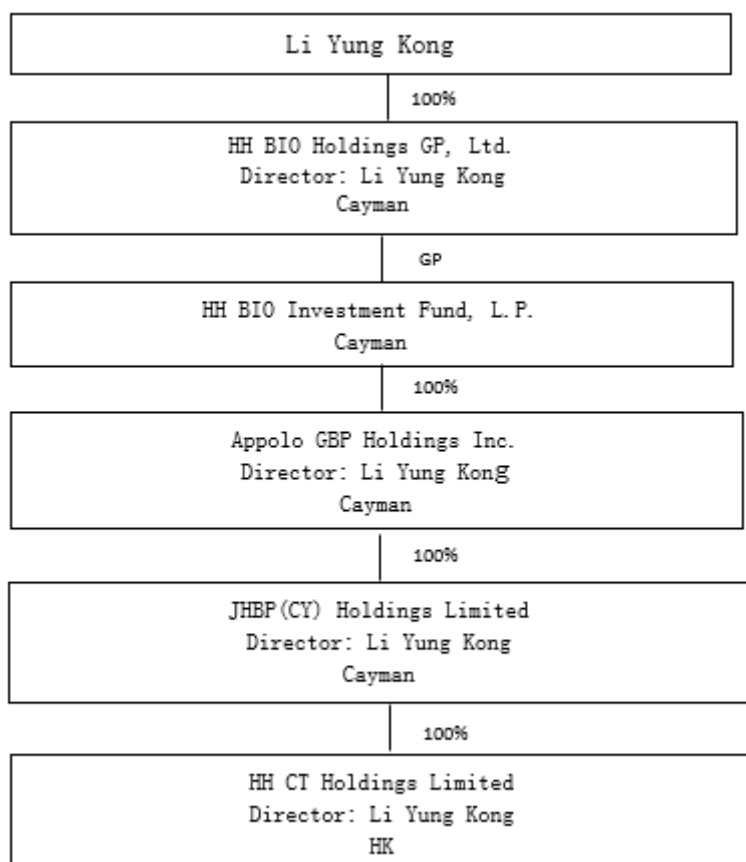 Li Yung Kong
100%
HH BIO Holdings GP, Ltd.
Director: Li Yung Kong
Cayman
GP
HH BIO Investment Fund, L.P.
Cayman
100%
Appolo GBP Holdings Inc.
Director: Li Yung Kong
Cayman
100%
JHBP(CY) Holdings Limited
Director: Li Yung Kong
Cayman
100%
HH CT Holdings Limited
Director: Li Yung Kong
HK